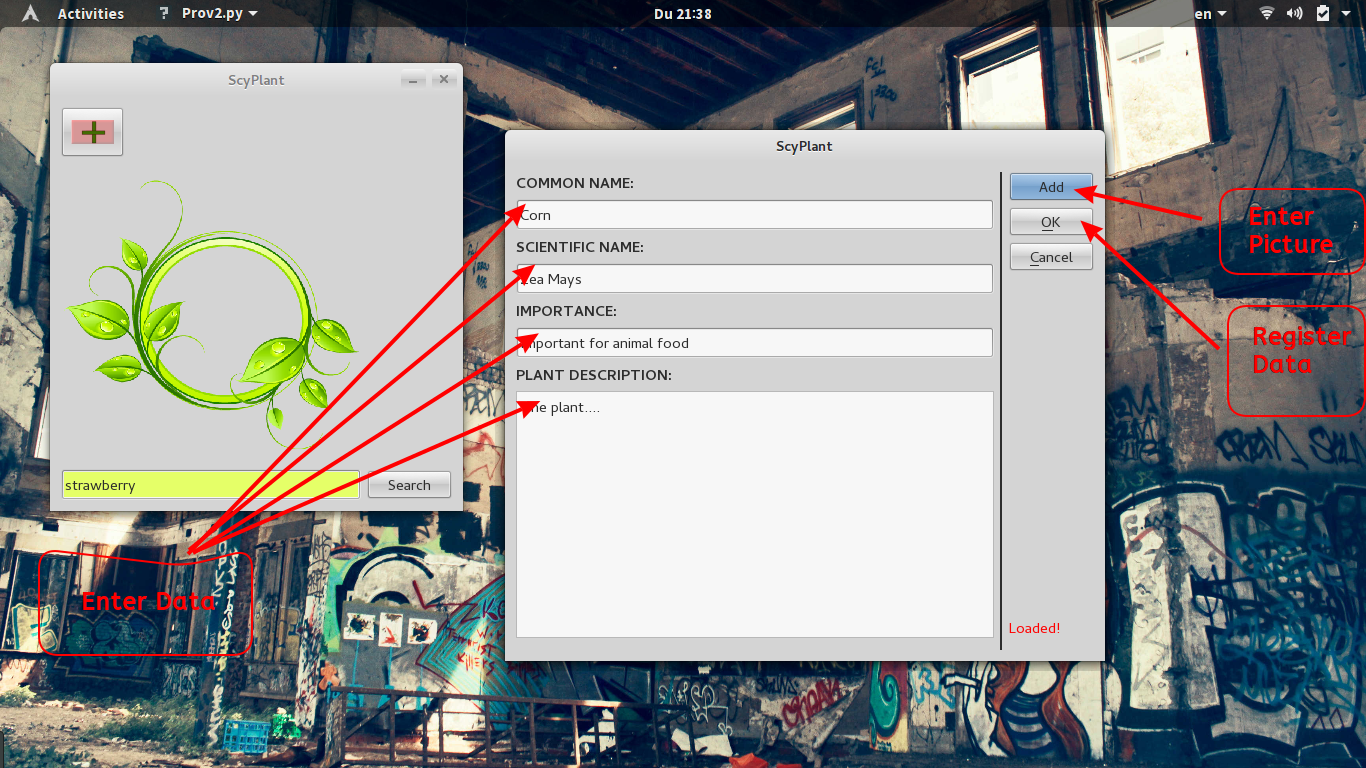 Activities
Prov2.py
Du 21:38
en
ScyPlant
strawberry
Search
ScyPlant
COMMON NAME:
Corn
SCIENTIFIC NAME:
Zea Mays
IMPORTANCE:
Important for animal food
PLANT DESCRIPTION:
The plant....
Add
OK
Cancel
Loaded!
Enter
Picture
Register
Data
Enter Data